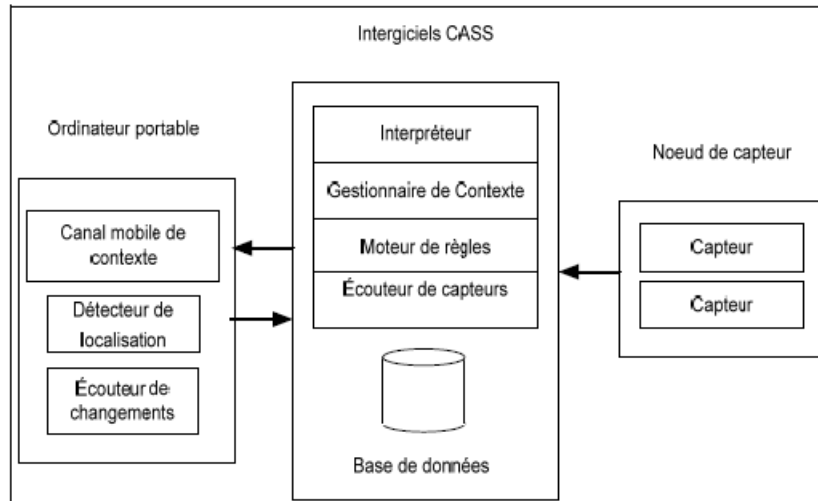 Intergiciels CASS
Ordinateur portable
Canal mobile de
contexte
Détecteur de
localisation
Écouteur de
changements
Interpréteur
Gestionnaire de Contexte
Moteur de règles
Écouteur de capteurs
Base de données
Noeud de capteur
Capteur
Capteur